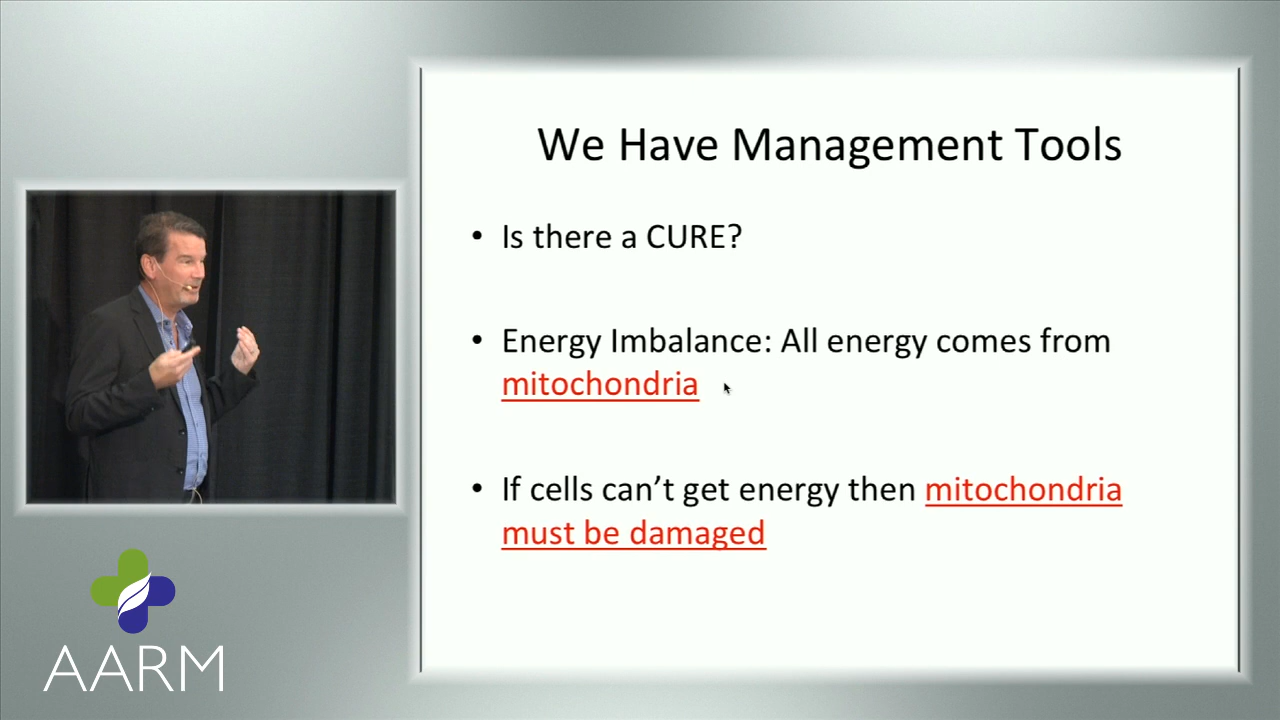 We Have Management Tools
• Is there a CURE?
• Energy Imbalance: All energy comes from
mitochondria
• If cells can’t get energy then mitochondria
must be damaged
AARM